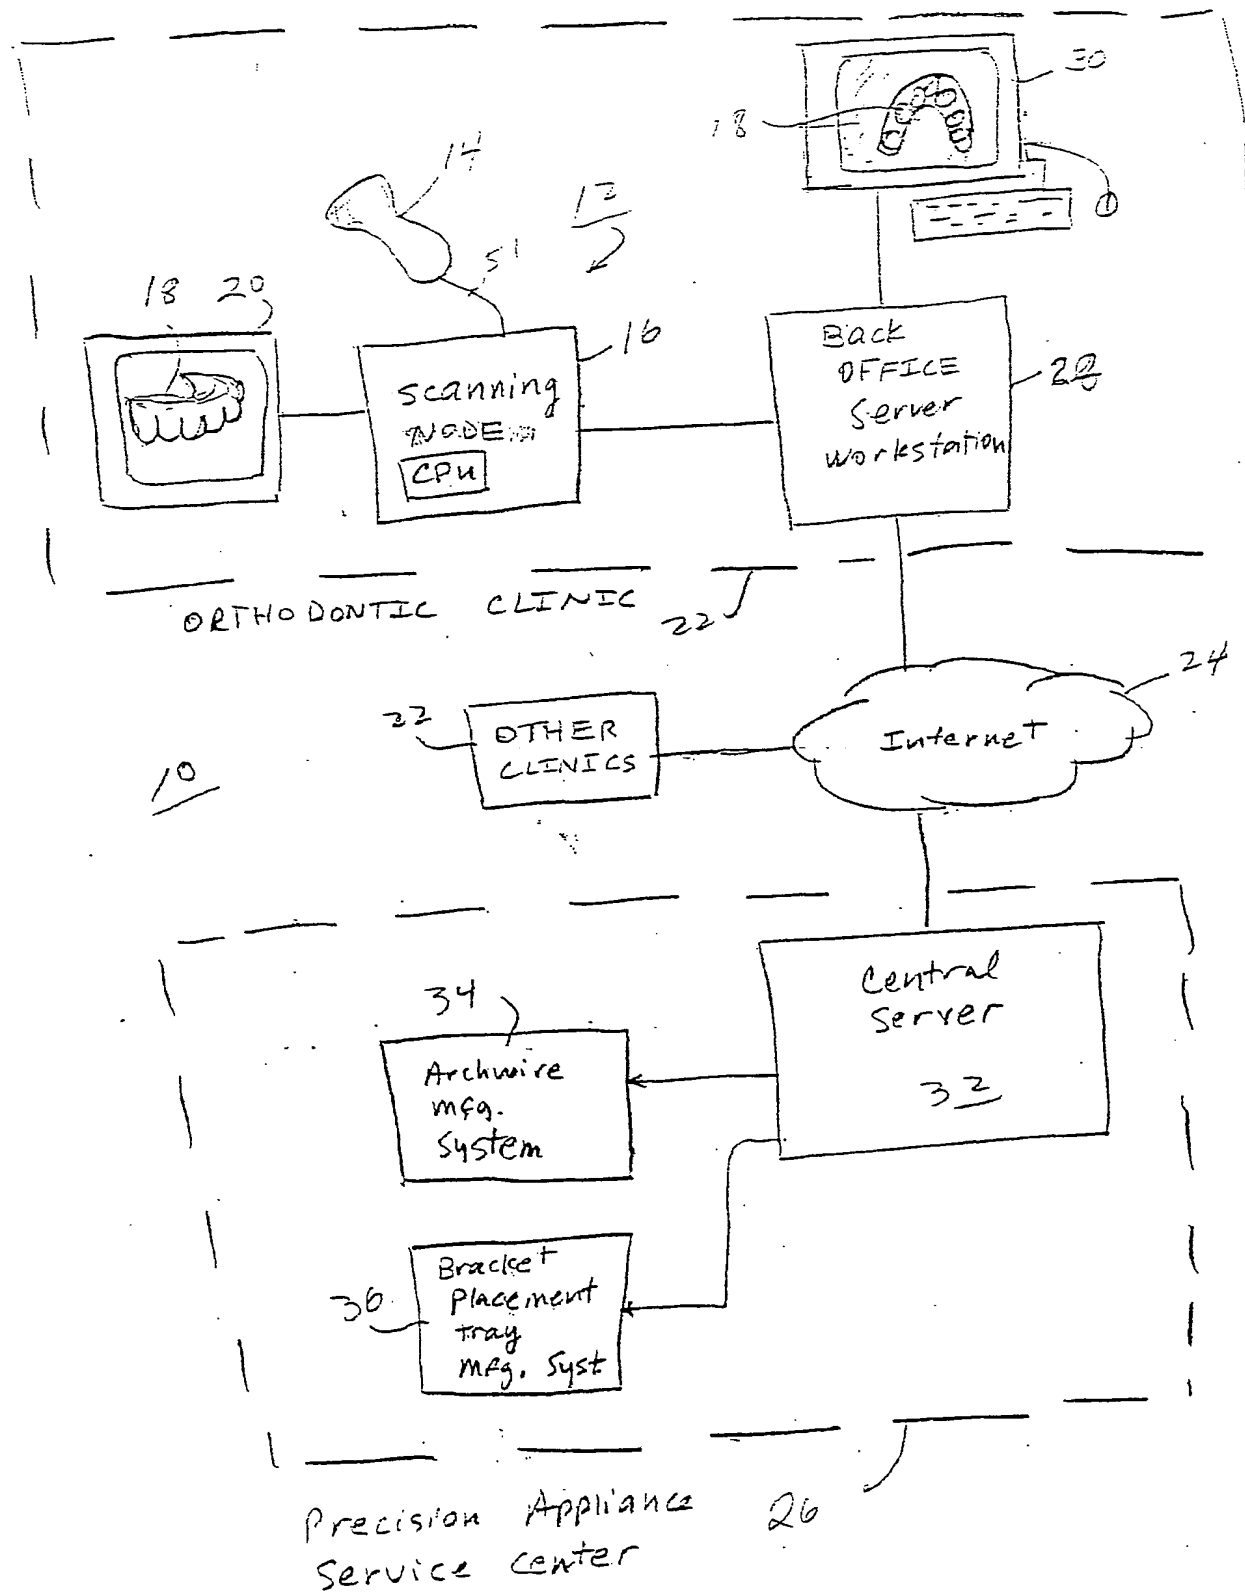 30
18
14
12
51
18 20
16
Back
OFFICE
Server
Workstation
28
Scanning
NODE
CPU
ORTHODONTIC CLINIC
22
24
Internet
22
OTHER
CLINICS
10
Central
Server
32
34
Archwire
mfg.
System
Bracket
Placement
tray
mfg. Syst
36
26
Precision Appliance
Service center